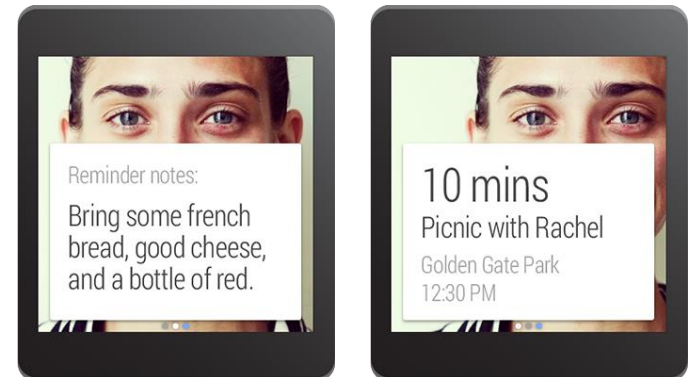 Reminder notes:
Bring some french
bread, good cheese,
and a bottle of red.
10 mins
Picnic with Rachel
Golden Gate Park
12:30 PM